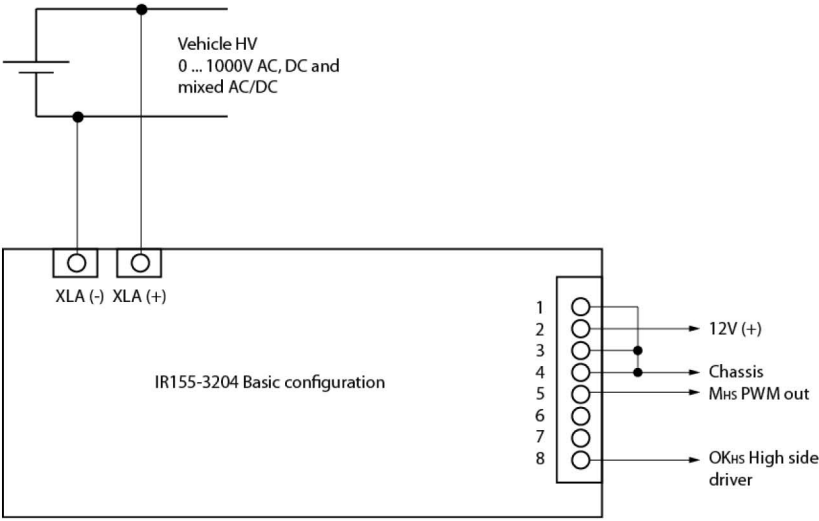 Vehicle HV
0 ... 1000V AC, DC and
mixed AC/DC
XLA (-) XLA (+)
IR155-3204 Basic configuration
1
2
3
4
5
6
7
8
12V (+)
Chassis
MHS PWM out
OKHS High side
driver